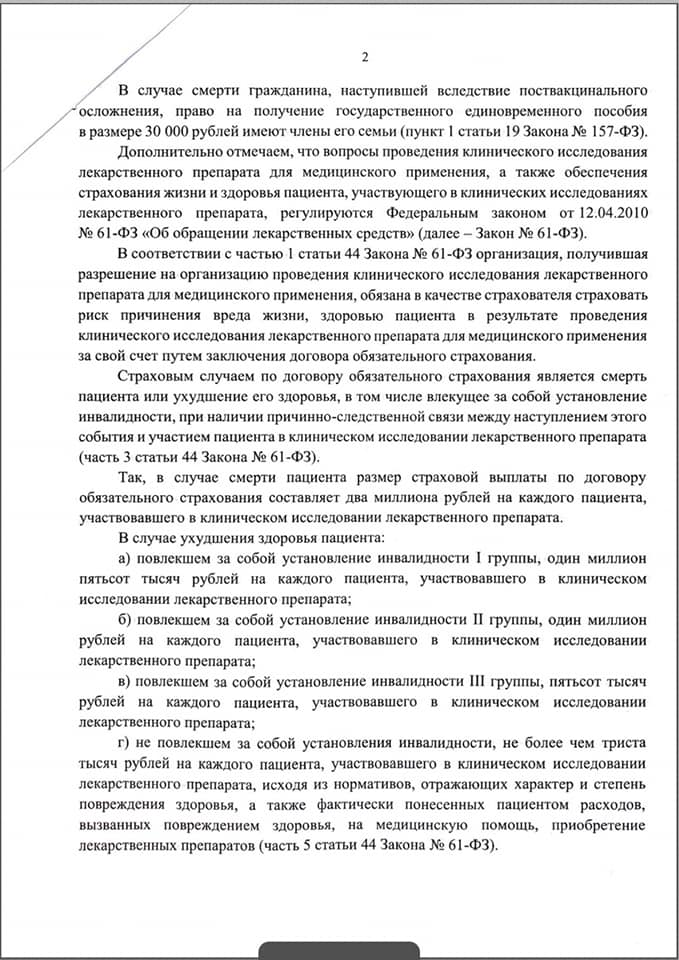 2
В случае смерти гражданина, наступившей вследствие поствакцинального
осложнения, право на получение государственного единовременного пособия
в размере 30 000 рублей имеют члены его семьи (пункт 1 статьи 19 Закона № 157-ФЗ).
Дополнительно отмечаем, что вопросы проведения клинического исследования
лекарственного препарата для медицинского применения, а также обеспечения
страхования жизни и здоровья пациента, участвующего в клинических исследованиях
лекарственного препарата, регулируются Федеральным законом от 12.04.2010
№ 61-ФЗ «Об обращении лекарственных средств» (далее – Закон № 61-ФЗ).
В соответствии с частью 1 статьи 44 Закона № 61-ФЗ организация, получившая
разрешение на организацию проведения клинического исследования лекарственного
препарата для медицинского применения, обязана в качестве страхователя страховать
риск причинения вреда жизни, здоровью пациента в результате проведения
клинического исследования лекарственного препарата для медицинского применения
за свой счет путем заключения договора обязательного страхования.
Страховым случаем по договору обязательного страхования является смерть
пациента или ухудшение его здоровья, в том числе влекущее за собой установление
инвалидности, при наличии причинно-следственной связи между наступлением этого
события и участием пациента в клиническом исследовании лекарственного препарата
(часть 3 статьи 44 Закона № 61-ФЗ).
Так, в случае смерти пациента размер страховой выплаты по договору
обязательного страхования составляет два миллиона рублей на каждого пациента,
участвовавшего в клиническом исследовании лекарственного препарата.
В случае ухудшения здоровья пациента:
а) повлекшем за собой установление инвалидности I группы, один миллион
пятьсот тысяч рублей на каждого пациента, участвовавшего в клиническом
исследовании лекарственного препарата;
б) повлекшем за собой установление инвалидности II группы, один миллион
рублей на каждого пациента, участвовавшего в клиническом исследовании
лекарственного препарата;
в) повлекшем за собой установление инвалидности III группы, пятьсот тысяч
рублей на каждого пациента, участвовавшего в клиническом исследовании
лекарственного препарата;
г) не повлекшем за собой установления инвалидности, не более чем триста
тысяч рублей на каждого пациента, участвовавшего в клиническом исследовании
лекарственного препарата, исходя из нормативов, отражающих характер и степень
повреждения здоровья, а также фактически понесенных пациентом расходов,
вызванных повреждением здоровья, на медицинскую помощь, приобретение
лекарственных препаратов (часть 5 статьи 44 Закона № 61-ФЗ).